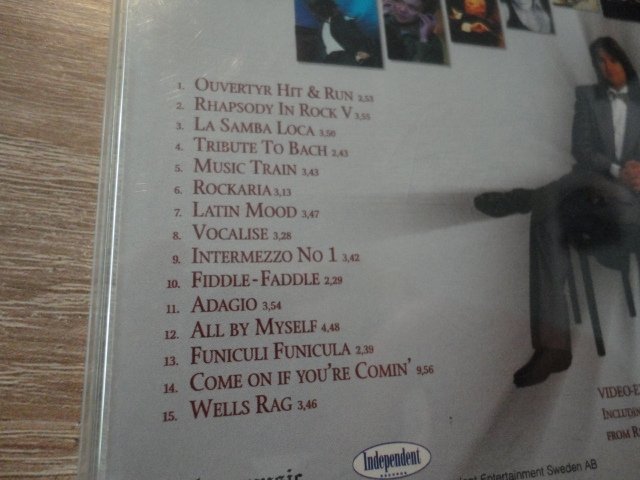 1. OUVERTYR HIT & RUN 2,53
2. RHAPSODY IN ROCK V 3,55
3. LA SAMBA LOCA 3,50
4. TRIBUTE TO BACH 2,43
5. MUSIC TRAIN 3,43
6. ROCKARIA 3,13
7. LATIN MOOD 3,47
8. VOCALISE 3,28
9. INTERMEZZO NO 1 3,42
10. FIDDLE-FADDLE 2,29
11. ADAGIO 3,54
12. ALL BY MYSELF 4,48
13. FUNICULI FUNICULA 2,39
14. COME ON IF YOU'RE COMIN' 9,56
15. WELLS RAG 3,46
VIDEO-E
INCLUDIN
FROM R
Independent
RECORDS
Entertainment Sweden AB